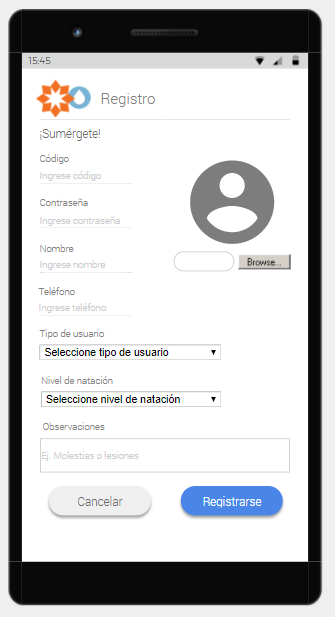 15:45
Registro
¡Sumérgete!
Código
Ingrese código
Contraseña
Ingrese contraseña
Nombre
Ingrese nombre
Browse...
Teléfono
Ingrese teléfono
Tipo de usuario
Seleccione tipo de usuario
Nivel de natación
Seleccione nivel de natación
Observaciones
Ej. Molestias o lesiones
Cancelar
Registrarse